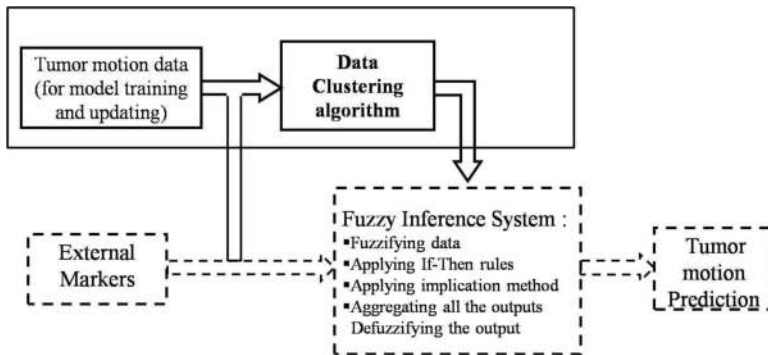 Tumor motion data
(for model training
and updating)
Data
Clustering
algorithm
Fuzzy Inference System :
▪Fuzzifying data
▪Applying If-Then rules
▪Applying implication method
▪Aggregating all the outputs
Defuzzifying the output
External
Markers
Tumor
motion
Prediction